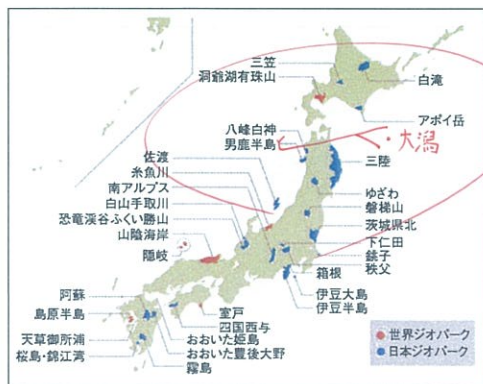 三笠
洞爺湖有珠山
白滝
アポイ岳
八峰白神
男鹿半島
・大潟
佐渡
三陸
糸魚川
南アルプス
ゆざわ
白山手取川
磐梯山
恐竜渓谷ふくい勝山
茨城県北
山陰海岸
下仁田
隠岐
銚子
秩父
箱根
伊豆大島
伊豆半島
阿蘇
島原半島
室戸
四国西予
天草御所浦
おおいた姫島
桜島・錦江湾
おおいた豊後大野
霧島
●世界ジオパーク
●日本ジオパーク